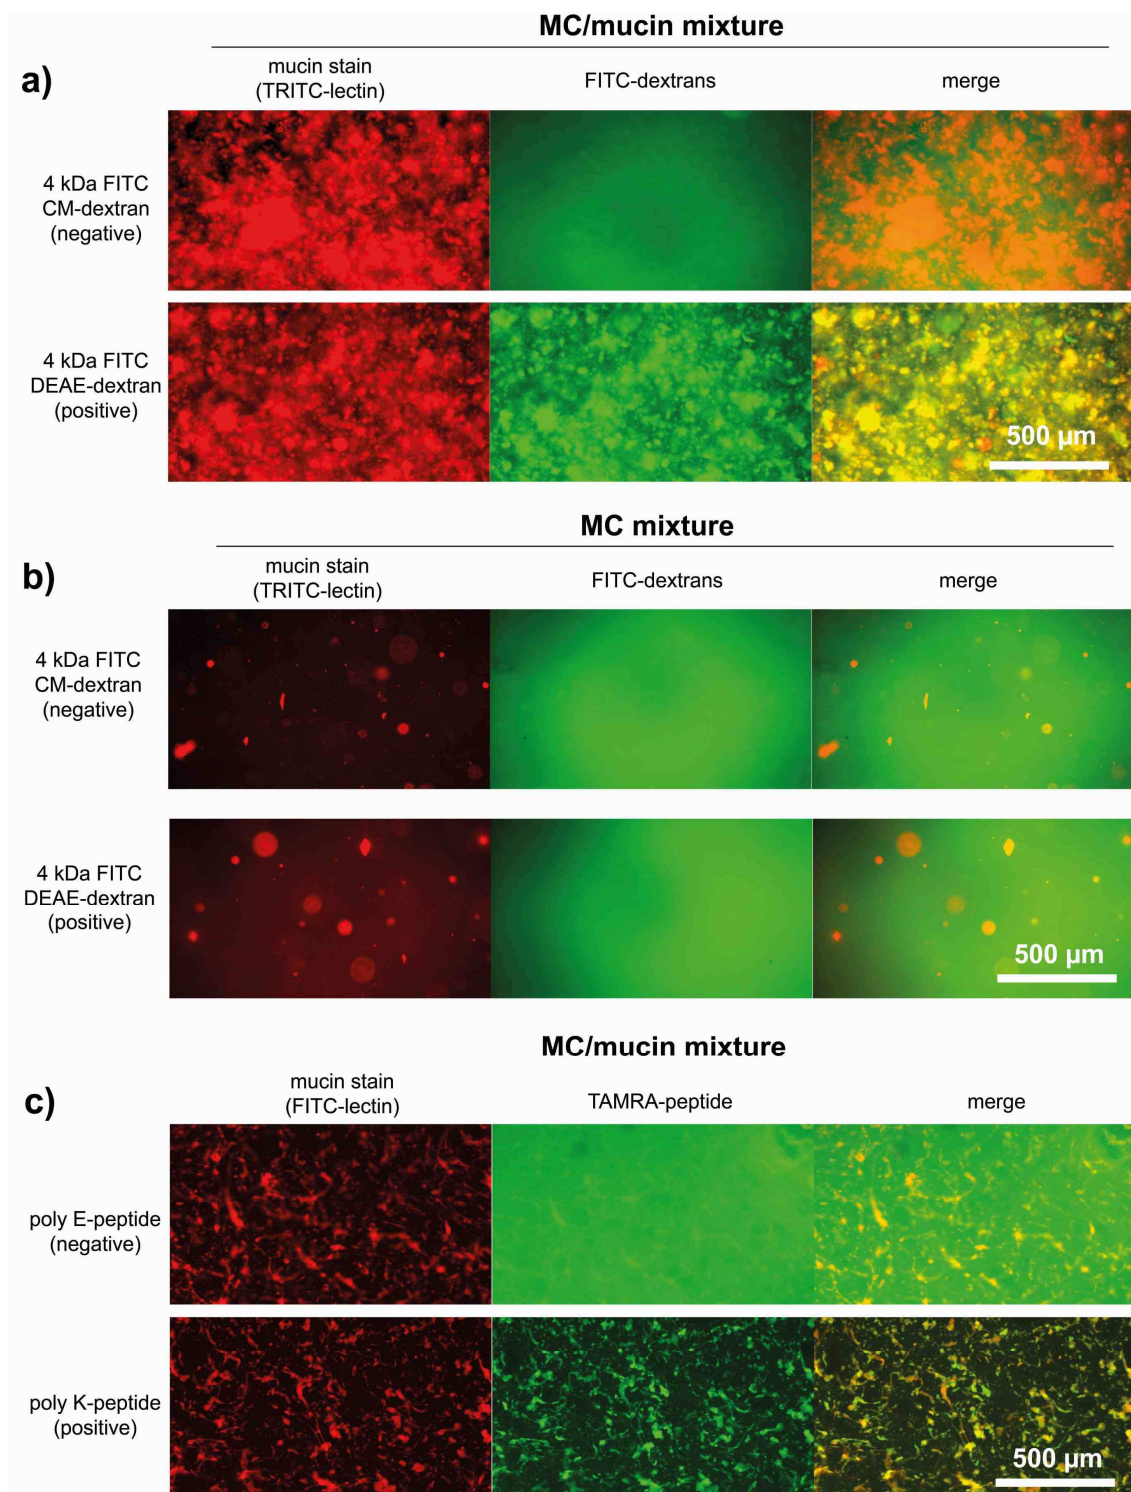 MC/mucin mixture
a)
mucin stain
(TRITC-lectin)
FITC-dextrans
merge
4 kDa FITC
CM-dextran
(negative)
4 kDa FITC
DEAE-dextran
(positive)
500 µm
MC mixture
b)
mucin stain
(TRITC-lectin)
FITC-dextrans
merge
4 kDa FITC
CM-dextran
(negative)
4 kDa FITC
DEAE-dextran
(positive)
500 µm
MC/mucin mixture
c)
mucin stain
(FITC-lectin)
TAMRA-peptide
merge
poly E-peptide
(negative)
poly K-peptide
(positive)
500 µm